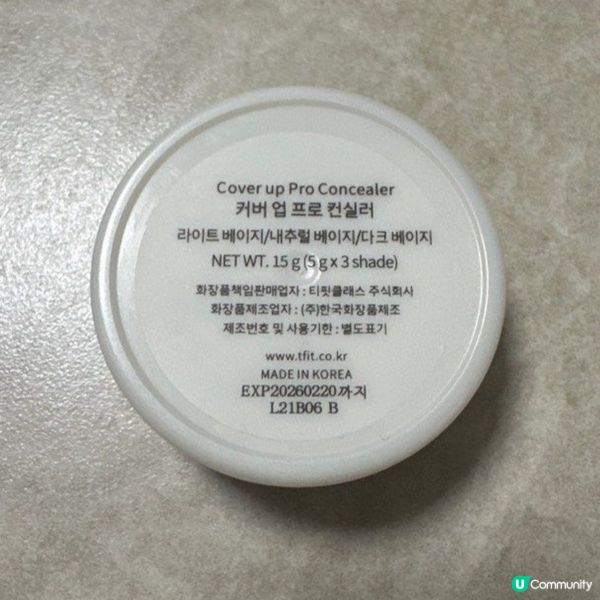 Cover up Pro Concealer
커버 업 프로 컨실러
라이트 베이지/내추럴 베이지/다크 베이지
NET WT. 15 g (5 g x 3 shade)
화장품책임판매업자 : 티핏클래스 주식회사
화장품제조업자 : (주)한국화장품제조
제조번호 및 사용기한 : 별도표기
www.tfit.co.kr
MADE IN KOREA
EXP20260220까지
L21B06 B
U Community